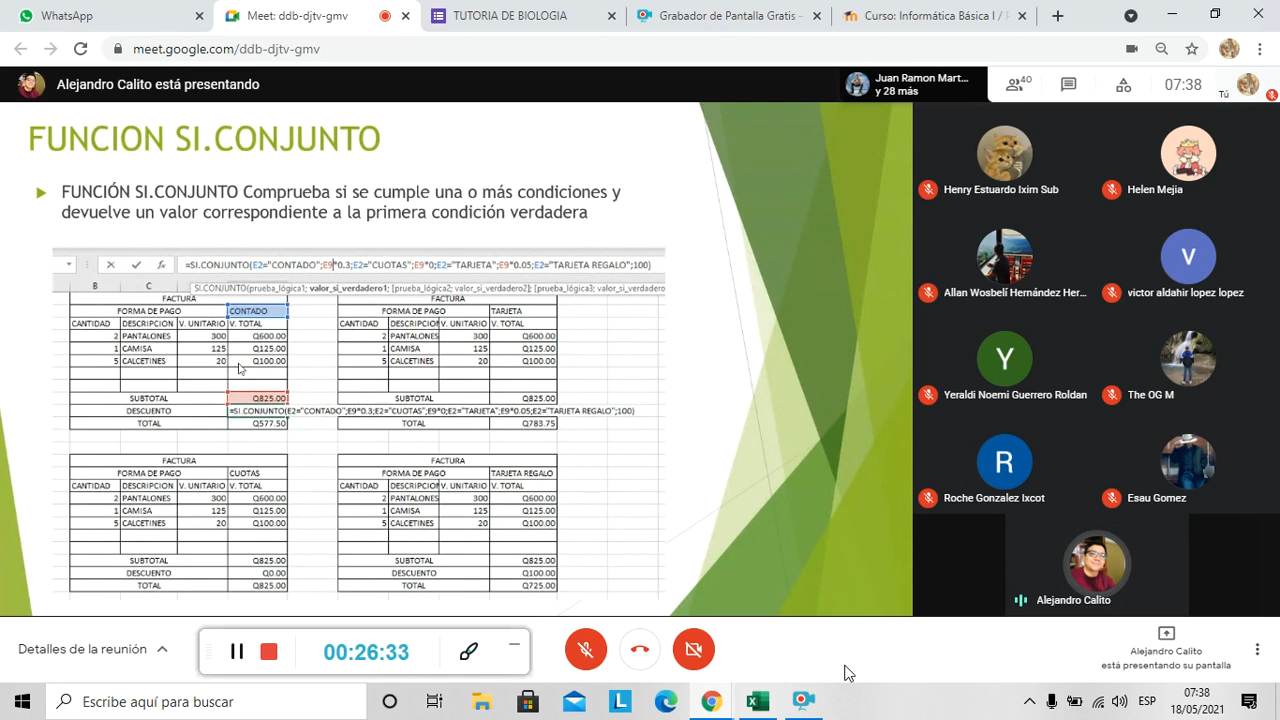 WhatsApp
Meet: ddb-djtv-gmv
TUTORIA DE BIOLOGIA
Grabador de Pantalla Gratis –
Curso: Informática Básica I / P
meet.google.com/ddb-djtv-gmv
Alejandro Calito está presentando
Juan Ramon Mart...
y 28 más
40
07:38
Tú
FUNCION SI.CONJUNTO
FUNCIÓN SI.CONJUNTO Comprueba si se cumple una o más condiciones y
devuelve un valor correspondiente a la primera condición verdadera
=SI.CONJUNTO(E2="CONTADO";E9*0.3;E2="CUOTAS";E9*0;E2="TARJETA";E9*0.05;E2="TARJETA REGALO";100)
SI.CONJUNTO(prueba_lógica1; valor_si_verdadero1; [prueba_lógica2; valor_si_verdadero2]; [prueba_lógica3; valor_si_verdadero
B C
FACTURA
FORMA DE PAGO CONTADO
CANTIDAD DESCRIPCION V. UNITARIO V. TOTAL
2 PANTALONES 300 Q600.00
1 CAMISA 125 Q125.00
5 CALCETINES 20 Q100.00
SUBTOTAL Q825.00
DESCUENTO =SI.CONJUNTO(E2="CONTADO";E9*0.3;E2="CUOTAS";E9*0;E2="TARJETA";E9*0.05;E2="TARJETA REGALO";100)
TOTAL Q577.50
FACTURA
FORMA DE PAGO TARJETA
CANTIDAD DESCRIPCION V. UNITARIO V. TOTAL
2 PANTALONES 300 Q600.00
1 CAMISA 125 Q125.00
5 CALCETINES 20 Q100.00
SUBTOTAL Q825.00
TOTAL Q783.75
FACTURA
FORMA DE PAGO CUOTAS
CANTIDAD DESCRIPCION V. UNITARIO V. TOTAL
2 PANTALONES 300 Q600.00
1 CAMISA 125 Q125.00
5 CALCETINES 20 Q100.00
SUBTOTAL Q825.00
DESCUENTO Q0.00
TOTAL Q825.00
FACTURA
FORMA DE PAGO TARJETA REGALO
CANTIDAD DESCRIPCION V. UNITARIO V. TOTAL
2 PANTALONES 300 Q600.00
1 CAMISA 125 Q125.00
5 CALCETINES 20 Q100.00
SUBTOTAL Q825.00
DESCUENTO Q100.00
TOTAL Q725.00
Henry Estuardo Ixim Sub
Helen Mejia
Allan Wosbelí Hernández Her...
V
victor aldahir lopez lopez
Y
Yeraldi Noemi Guerrero Roldan
The OG M
R
Roche Gonzalez Ixcot
Esau Gomez
Alejandro Calito
Detalles de la reunión
00:26:33
Alejandro Calito
está presentando su pantalla
Escribe aquí para buscar
L
ESP
07:38
18/05/2021